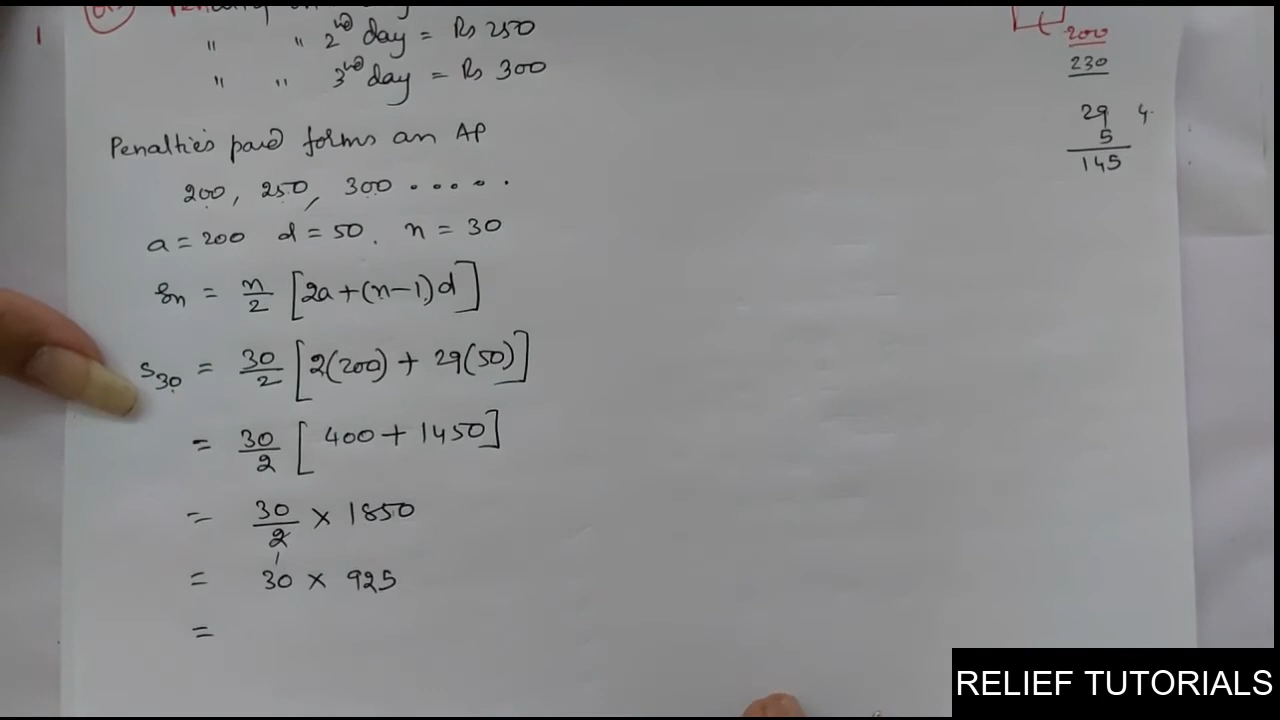 〃 〃 2nd day = Rs 250
〃 〃 3rd day = Rs 300
Penalties paid forms an AP
200, 250, 300 .....
a = 200 d = 50. n = 30
Sn = n/2 [2a+(n-1)d]
S30 = 30/2 [2(200) + 29(50)]
= 30/2 [400 + 1450]
= 30/2 × 1850
1
= 30 × 925
=
200
230
29 4
5
145
RELIEF TUTORIALS